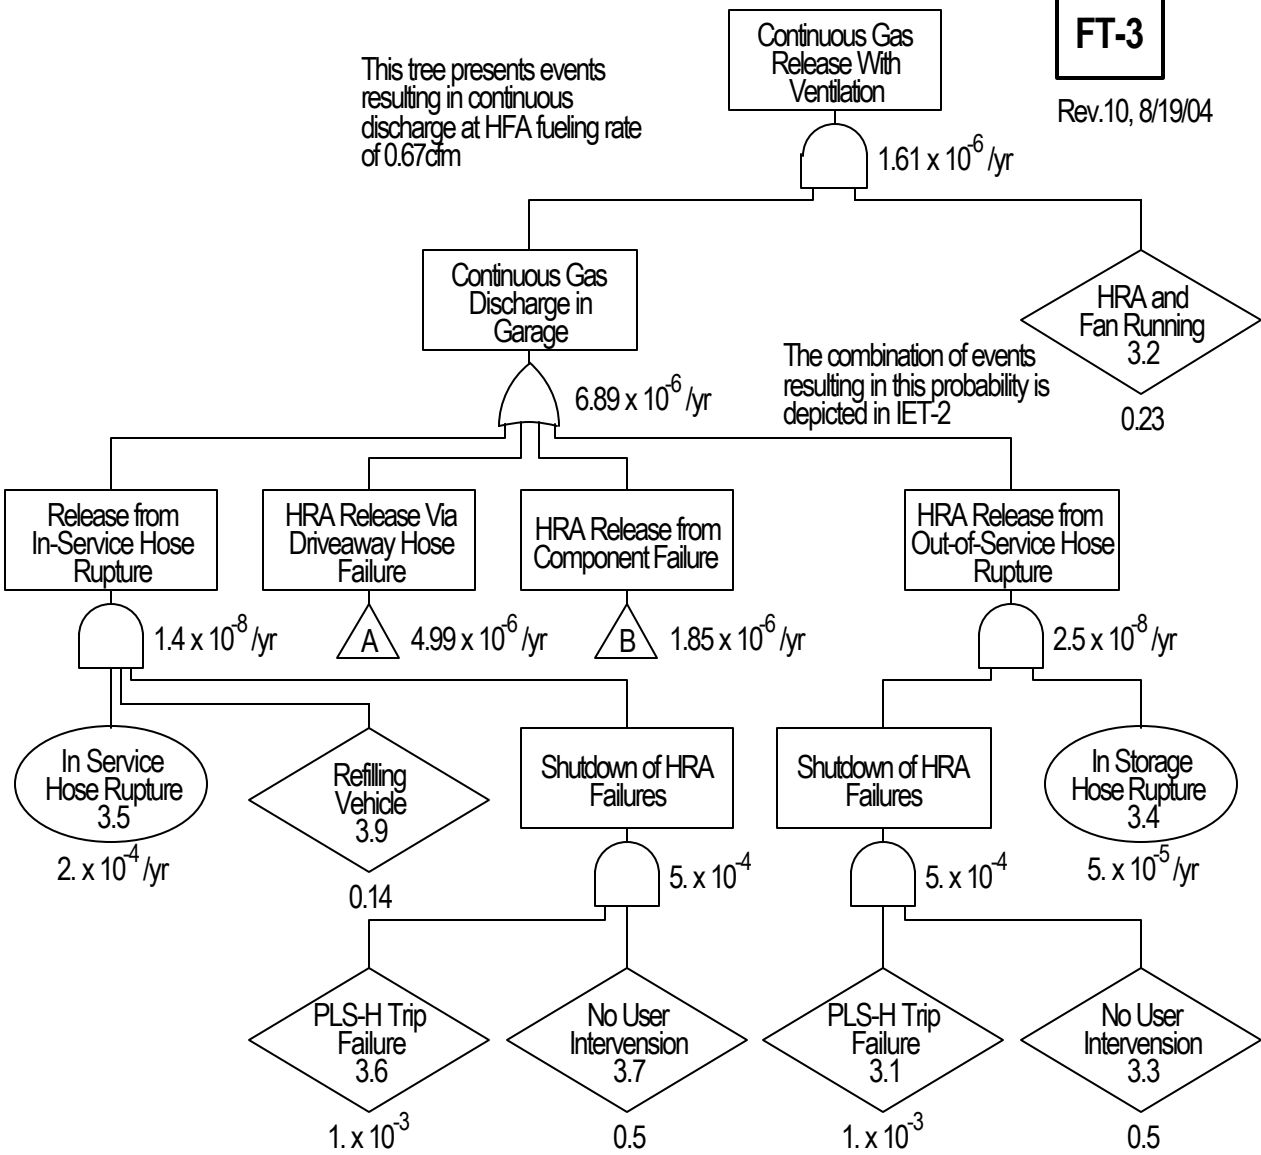 FT-3
Rev.10, 8/19/04
This tree presents events
resulting in continuous
discharge at HFA fueling rate
of 0.67cfm
Continuous Gas
Release With
Ventilation
1.61 x 10⁻⁶ /yr
Continuous Gas
Discharge in
Garage
6.89 x 10⁻⁶ /yr
The combination of events
resulting in this probability is
depicted in IET-2
HRA and
Fan Running
3.2
0.23
Release from
In-Service Hose
Rupture
1.4 x 10⁻⁸ /yr
HRA Release Via
Driveaway Hose
Failure
A
4.99 x 10⁻⁶ /yr
HRA Release from
Component Failure
B
1.85 x 10⁻⁶ /yr
HRA Release from
Out-of-Service Hose
Rupture
2.5 x 10⁻⁸ /yr
In Service
Hose Rupture
3.5
2. x 10⁻⁴ /yr
Refilling
Vehicle
3.9
0.14
Shutdown of HRA
Failures
5. x 10⁻⁴
Shutdown of HRA
Failures
5. x 10⁻⁴
In Storage
Hose Rupture
3.4
5. x 10⁻⁵ /yr
PLS-H Trip
Failure
3.6
1. x 10⁻³
No User
Intervension
3.7
0.5
PLS-H Trip
Failure
3.1
1. x 10⁻³
No User
Intervension
3.3
0.5